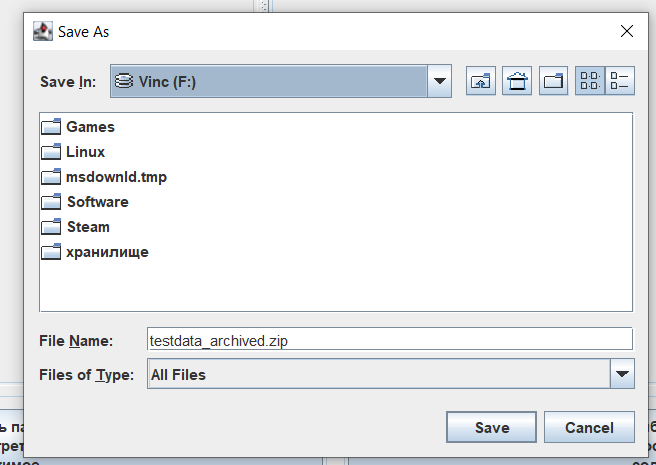 Save As
Save In: Vinc (F:)
Games
Linux
msdownld.tmp
Software
Steam
хранилище
File Name: testdata_archived.zip
Files of Type: All Files
Save Cancel